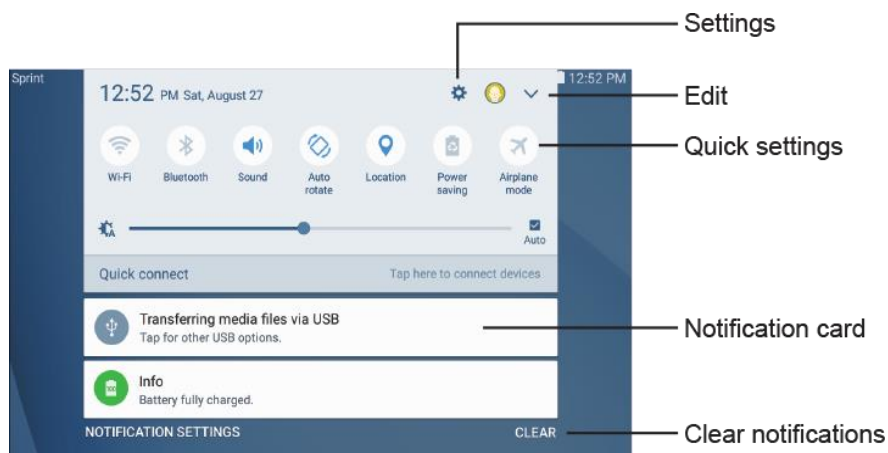 Settings
Sprint
12:52 PM
12:52 PM Sat, August 27
Edit
Quick settings
Wi-Fi
Bluetooth
Sound
Auto
rotate
Location
Power
saving
Airplane
mode
A
Auto
Quick connect
Tap here to connect devices
Transferring media files via USB
Tap for other USB options.
Notification card
100
Info
Battery fully charged.
NOTIFICATION SETTINGS
CLEAR
Clear notifications